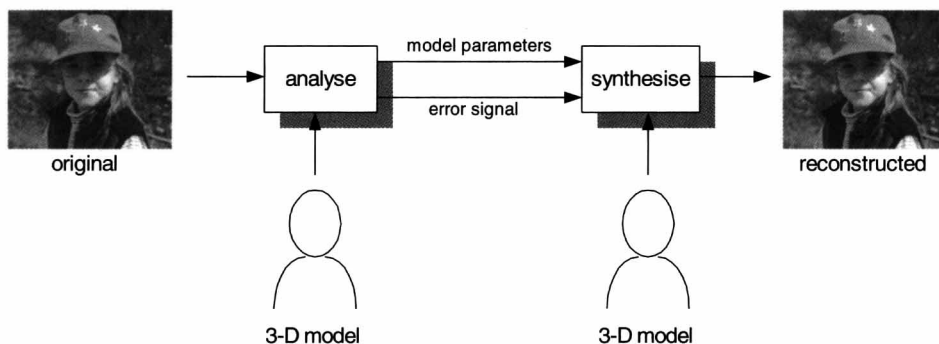 model parameters
analyse
synthesise
error signal
original
reconstructed
3-D model
3-D model